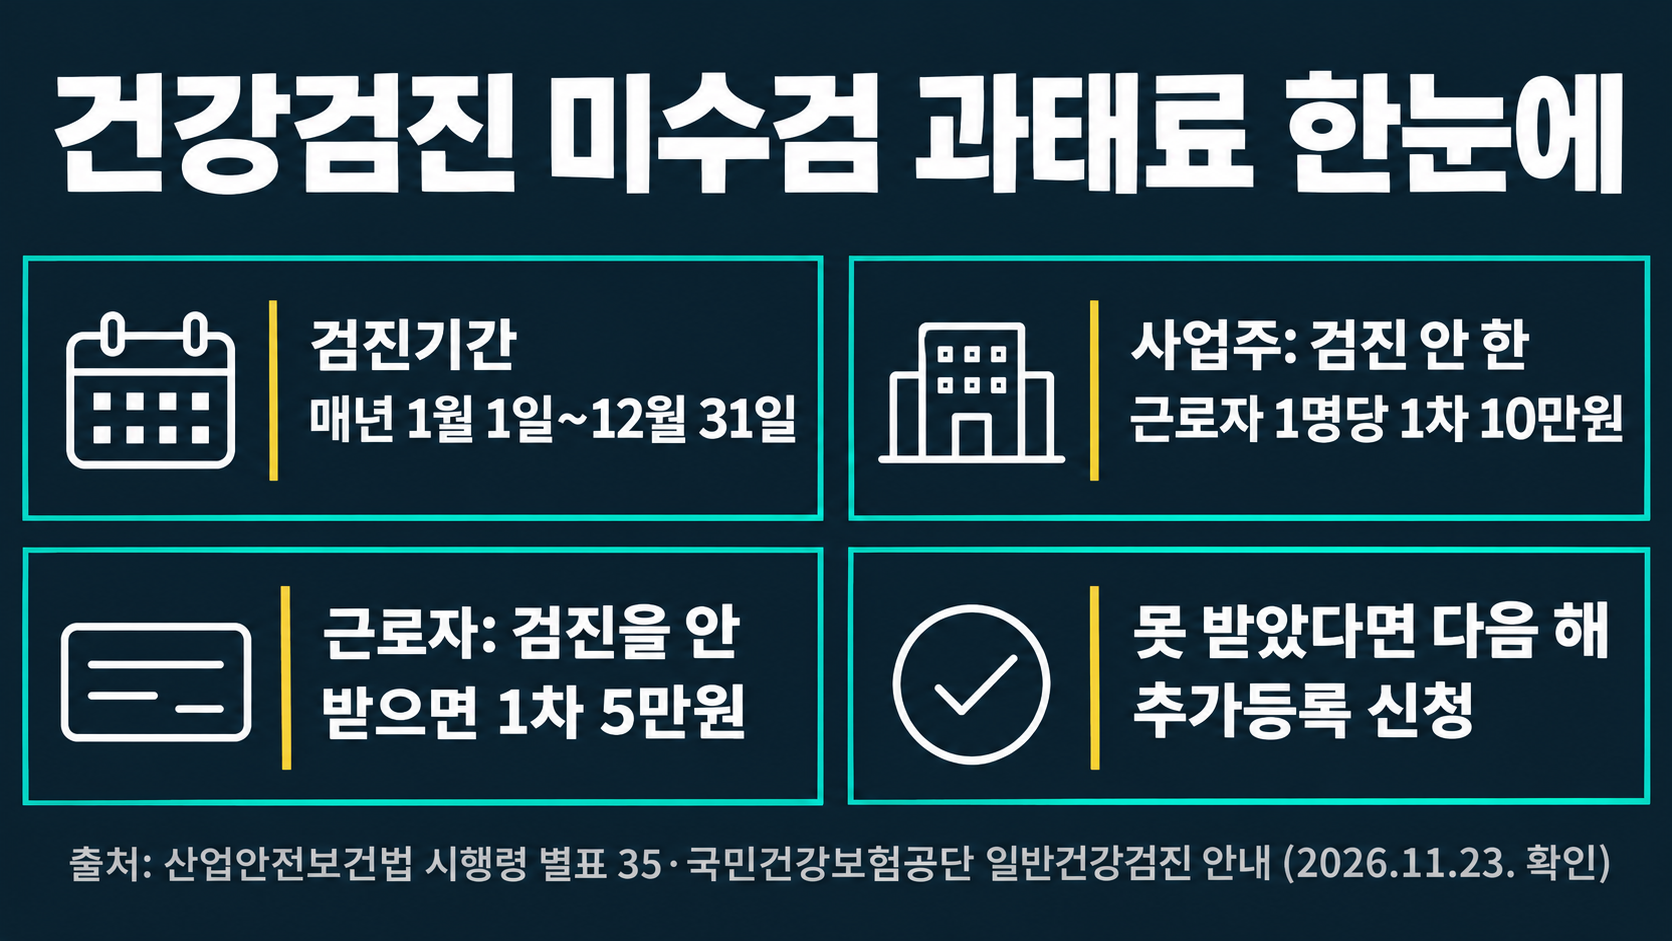 건강검진 미수검 과태료 한눈에
검진기간
매년 1월 1일~12월 31일
사업주: 검진 안 한
근로자 1명당 1차 10만원
근로자: 검진을 안
받으면 1차 5만원
못 받았다면 다음 해
추가등록 신청
출처: 산업안전보건법 시행령 별표 35·국민건강보험공단 일반건강검진 안내 (2026.11.23. 확인)